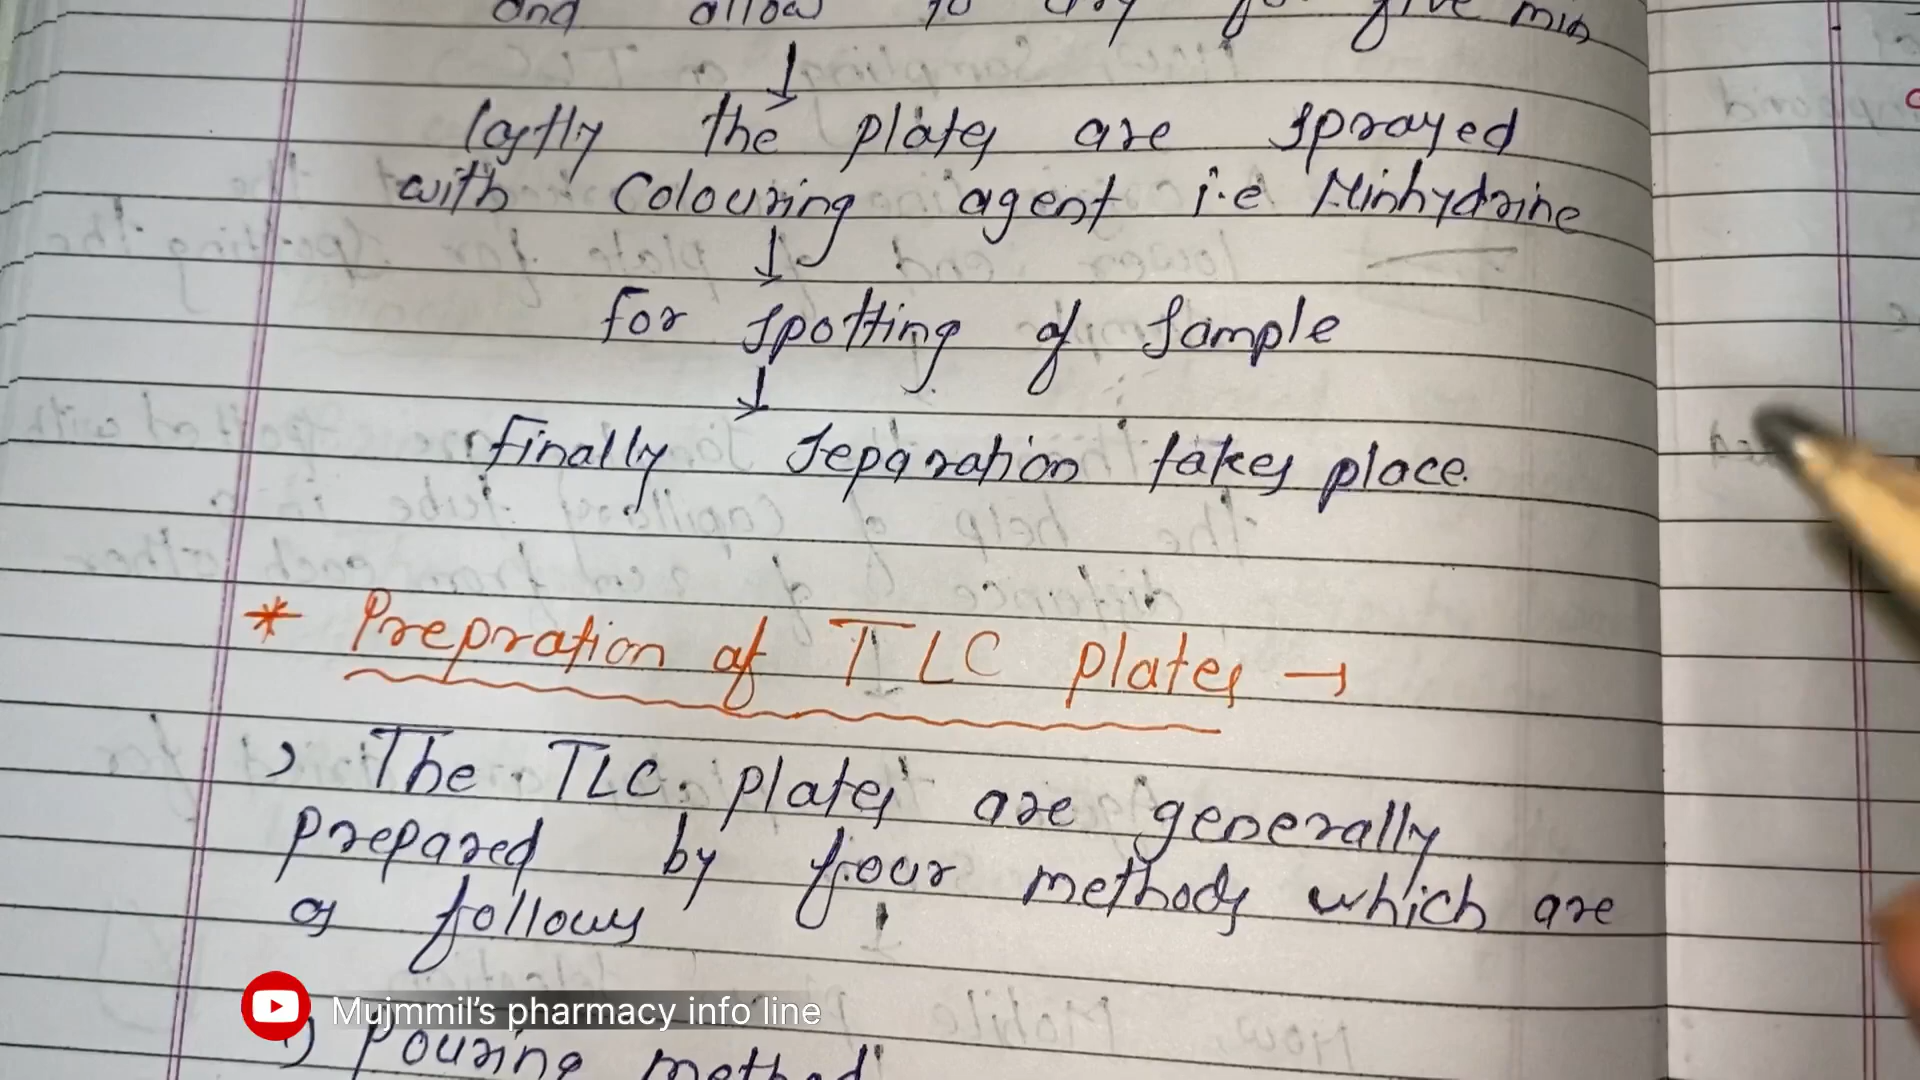 and allow to dry for five min
↓
lastly the plates are sprayed
with Colouring agent i.e Ninhydrine
↓
for spotting of sample
↓
finally separation takes place.
* Prepration of TLC plates →
> The TLC plates are generally
prepared by four methods which are
as follows
Mujmmil's pharmacy info line
1) Pouring method